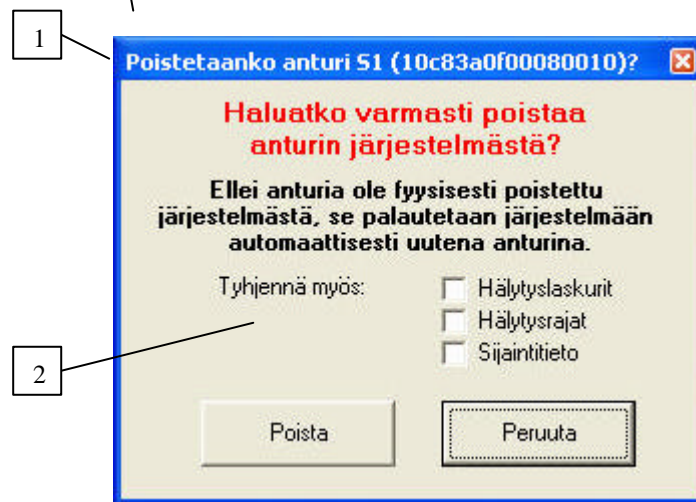 1
Poistetaanko anturi S1 (10c83a0f00080010)?
Haluatko varmasti poistaa
anturin järjestelmästä?
Ellei anturia ole fyysisesti poistettu
järjestelmästä, se palautetaan järjestelmään
automaattisesti uutena anturina.
Tyhjennä myös:
Hälytyslaskurit
Hälytysrajat
Sijaintitieto
2
Poista
Peruuta